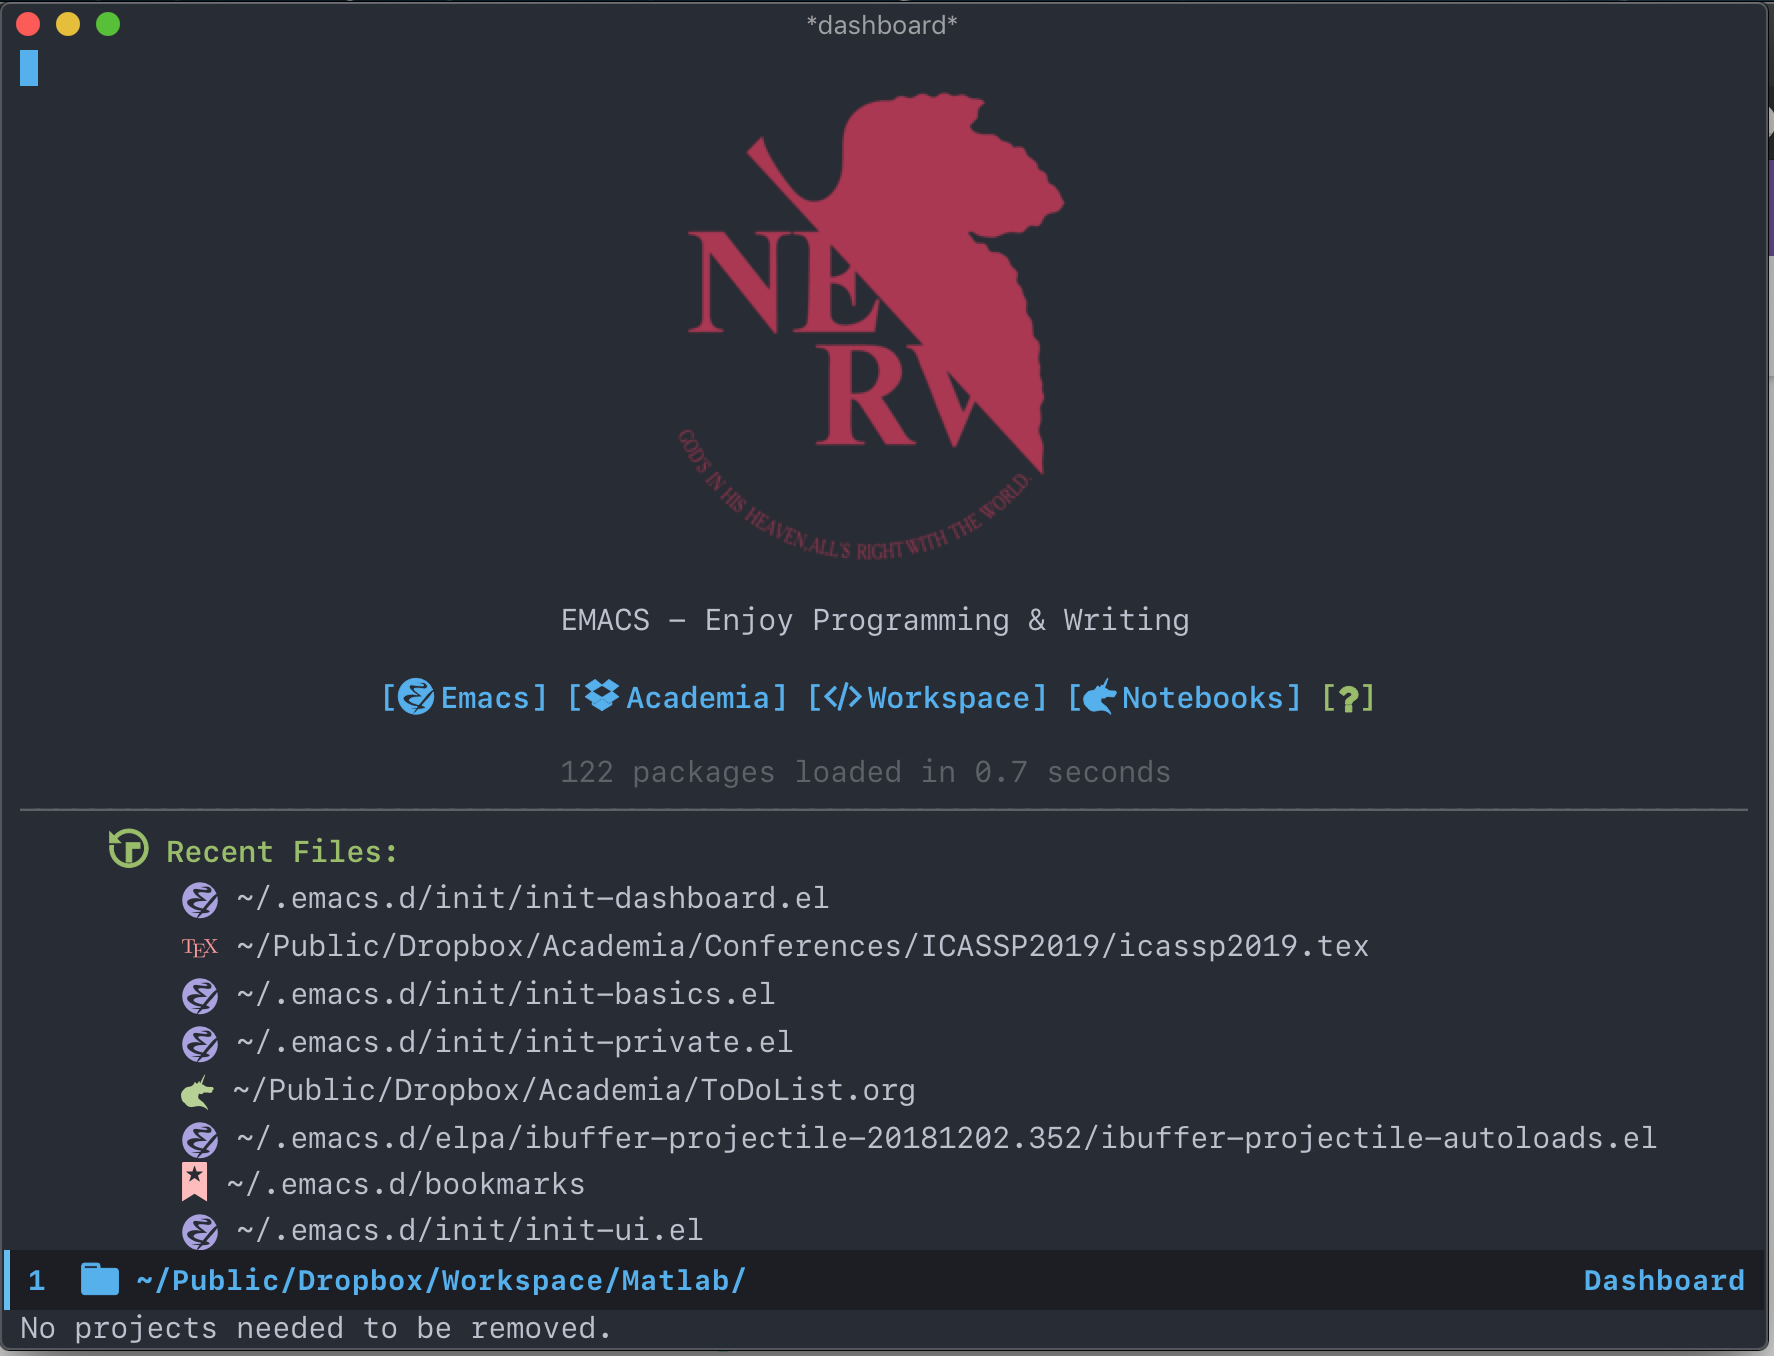 *dashboard*
NE
RV
GOD'S IN HIS HEAVEN,ALL'S RIGHT WITH THE WORLD.
EMACS — Enjoy Programming & Writing
[Emacs] [Academia] [</>Workspace] [Notebooks] [?]
122 packages loaded in 0.7 seconds
Recent Files:
~/.emacs.d/init/init-dashboard.el
TEX ~/Public/Dropbox/Academia/Conferences/ICASSP2019/icassp2019.tex
~/.emacs.d/init/init-basics.el
~/.emacs.d/init/init-private.el
~/Public/Dropbox/Academia/ToDoList.org
~/.emacs.d/elpa/ibuffer-projectile-20181202.352/ibuffer-projectile-autoloads.el
~/.emacs.d/bookmarks
~/.emacs.d/init/init-ui.el
1 ~/Public/Dropbox/Workspace/Matlab/ Dashboard
No projects needed to be removed.